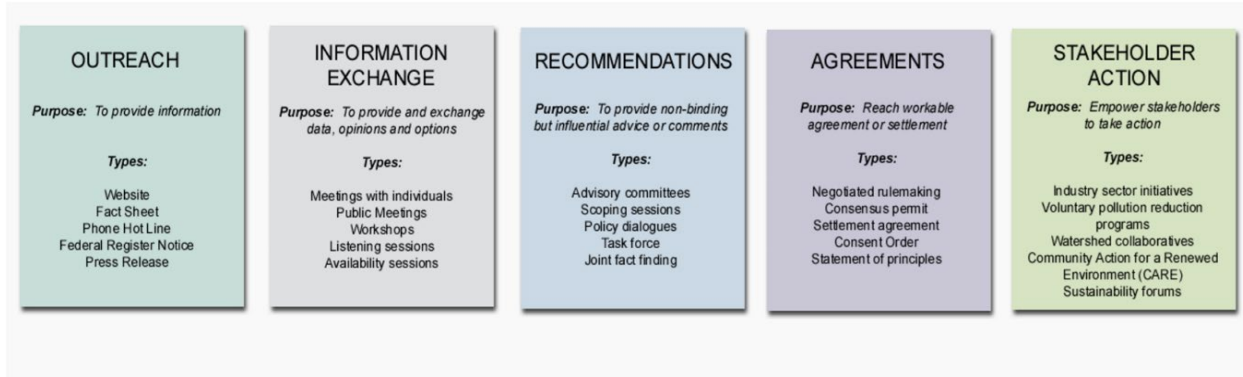 OUTREACH
Purpose: To provide information
Types:
Website
Fact Sheet
Phone Hot Line
Federal Register Notice
Press Release
INFORMATION
EXCHANGE
Purpose: To provide and exchange
data, opinions and options
Types:
Meetings with individuals
Public Meetings
Workshops
Listening sessions
Availability sessions
RECOMMENDATIONS
Purpose: To provide non-binding
but influential advice or comments
Types:
Advisory committees
Scoping sessions
Policy dialogues
Task force
Joint fact finding
AGREEMENTS
Purpose: Reach workable
agreement or settlement
Types:
Negotiated rulemaking
Consensus permit
Settlement agreement
Consent Order
Statement of principles
STAKEHOLDER
ACTION
Purpose: Empower stakeholders
to take action
Types:
Industry sector initiatives
Voluntary pollution reduction
programs
Watershed collaboratives
Community Action for a Renewed
Environment (CARE)
Sustainability forums